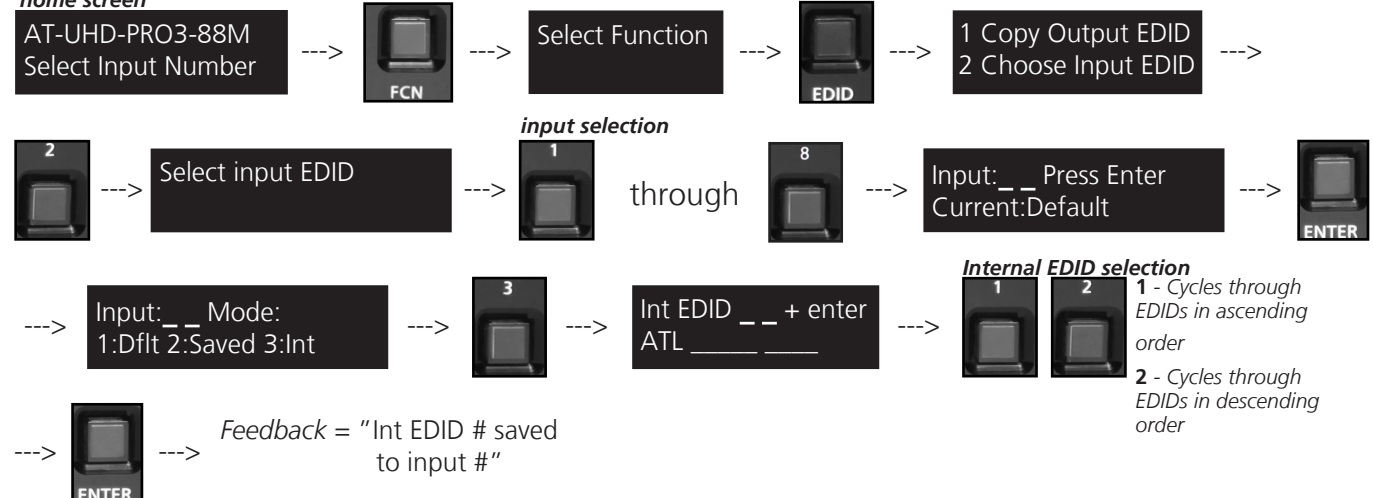 home screen
AT-UHD-PRO3-88M
Select Input Number
--->
FCN
--->
Select Function
--->
EDID
--->
1 Copy Output EDID
2 Choose Input EDID
--->
2
--->
Select input EDID
--->
input selection
1
through
8
--->
Input:_ _ Press Enter
Current:Default
--->
ENTER
--->
Input:_ _ Mode:
1:Dflt 2:Saved 3:Int
--->
3
--->
Int EDID _ _ + enter
ATL _____ ____
--->
Internal EDID selection
1
2
1 - Cycles through
EDIDs in ascending
order
2 - Cycles through
EDIDs in descending
order
--->
ENTER
--->
Feedback = "Int EDID # saved
to input #"